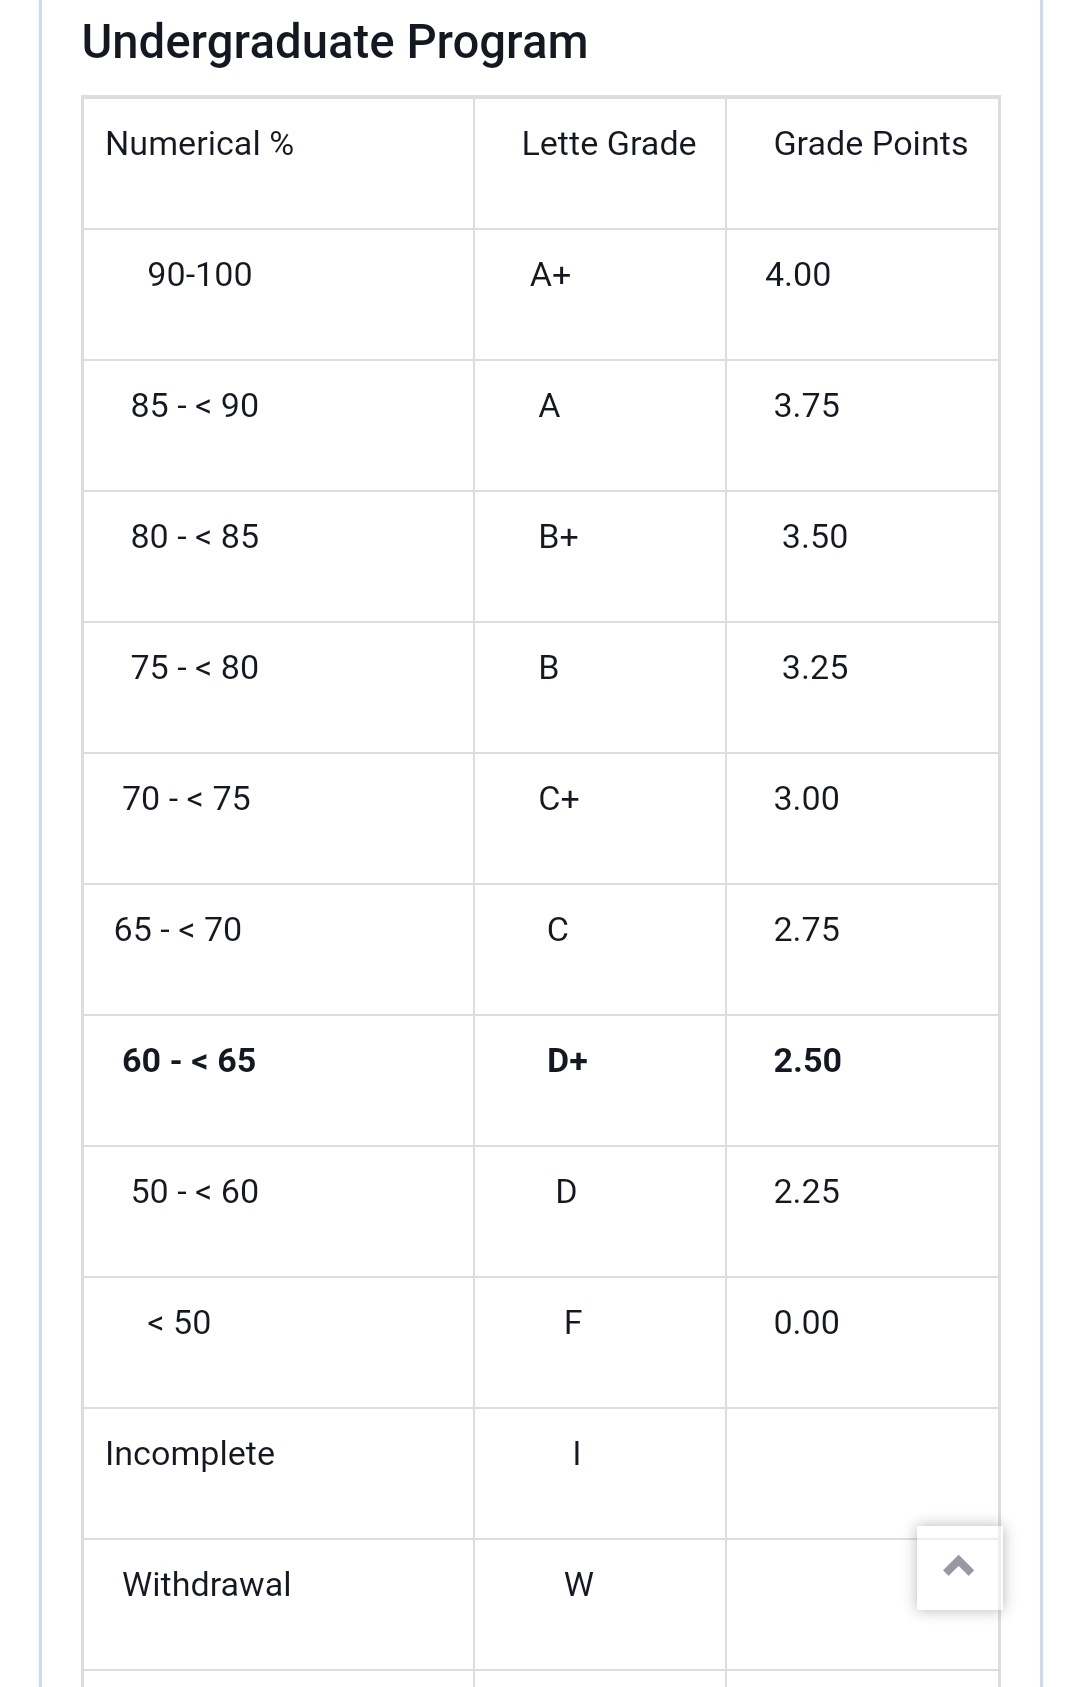 Undergraduate Program
Numerical % Lette Grade Grade Points
90-100 A+ 4.00
85 - < 90 A 3.75
80 - < 85 B+ 3.50
75 - < 80 B 3.25
70 - < 75 C+ 3.00
65 - < 70 C 2.75
60 - < 65 D+ 2.50
50 - < 60 D 2.25
< 50 F 0.00
Incomplete I
Withdrawal W